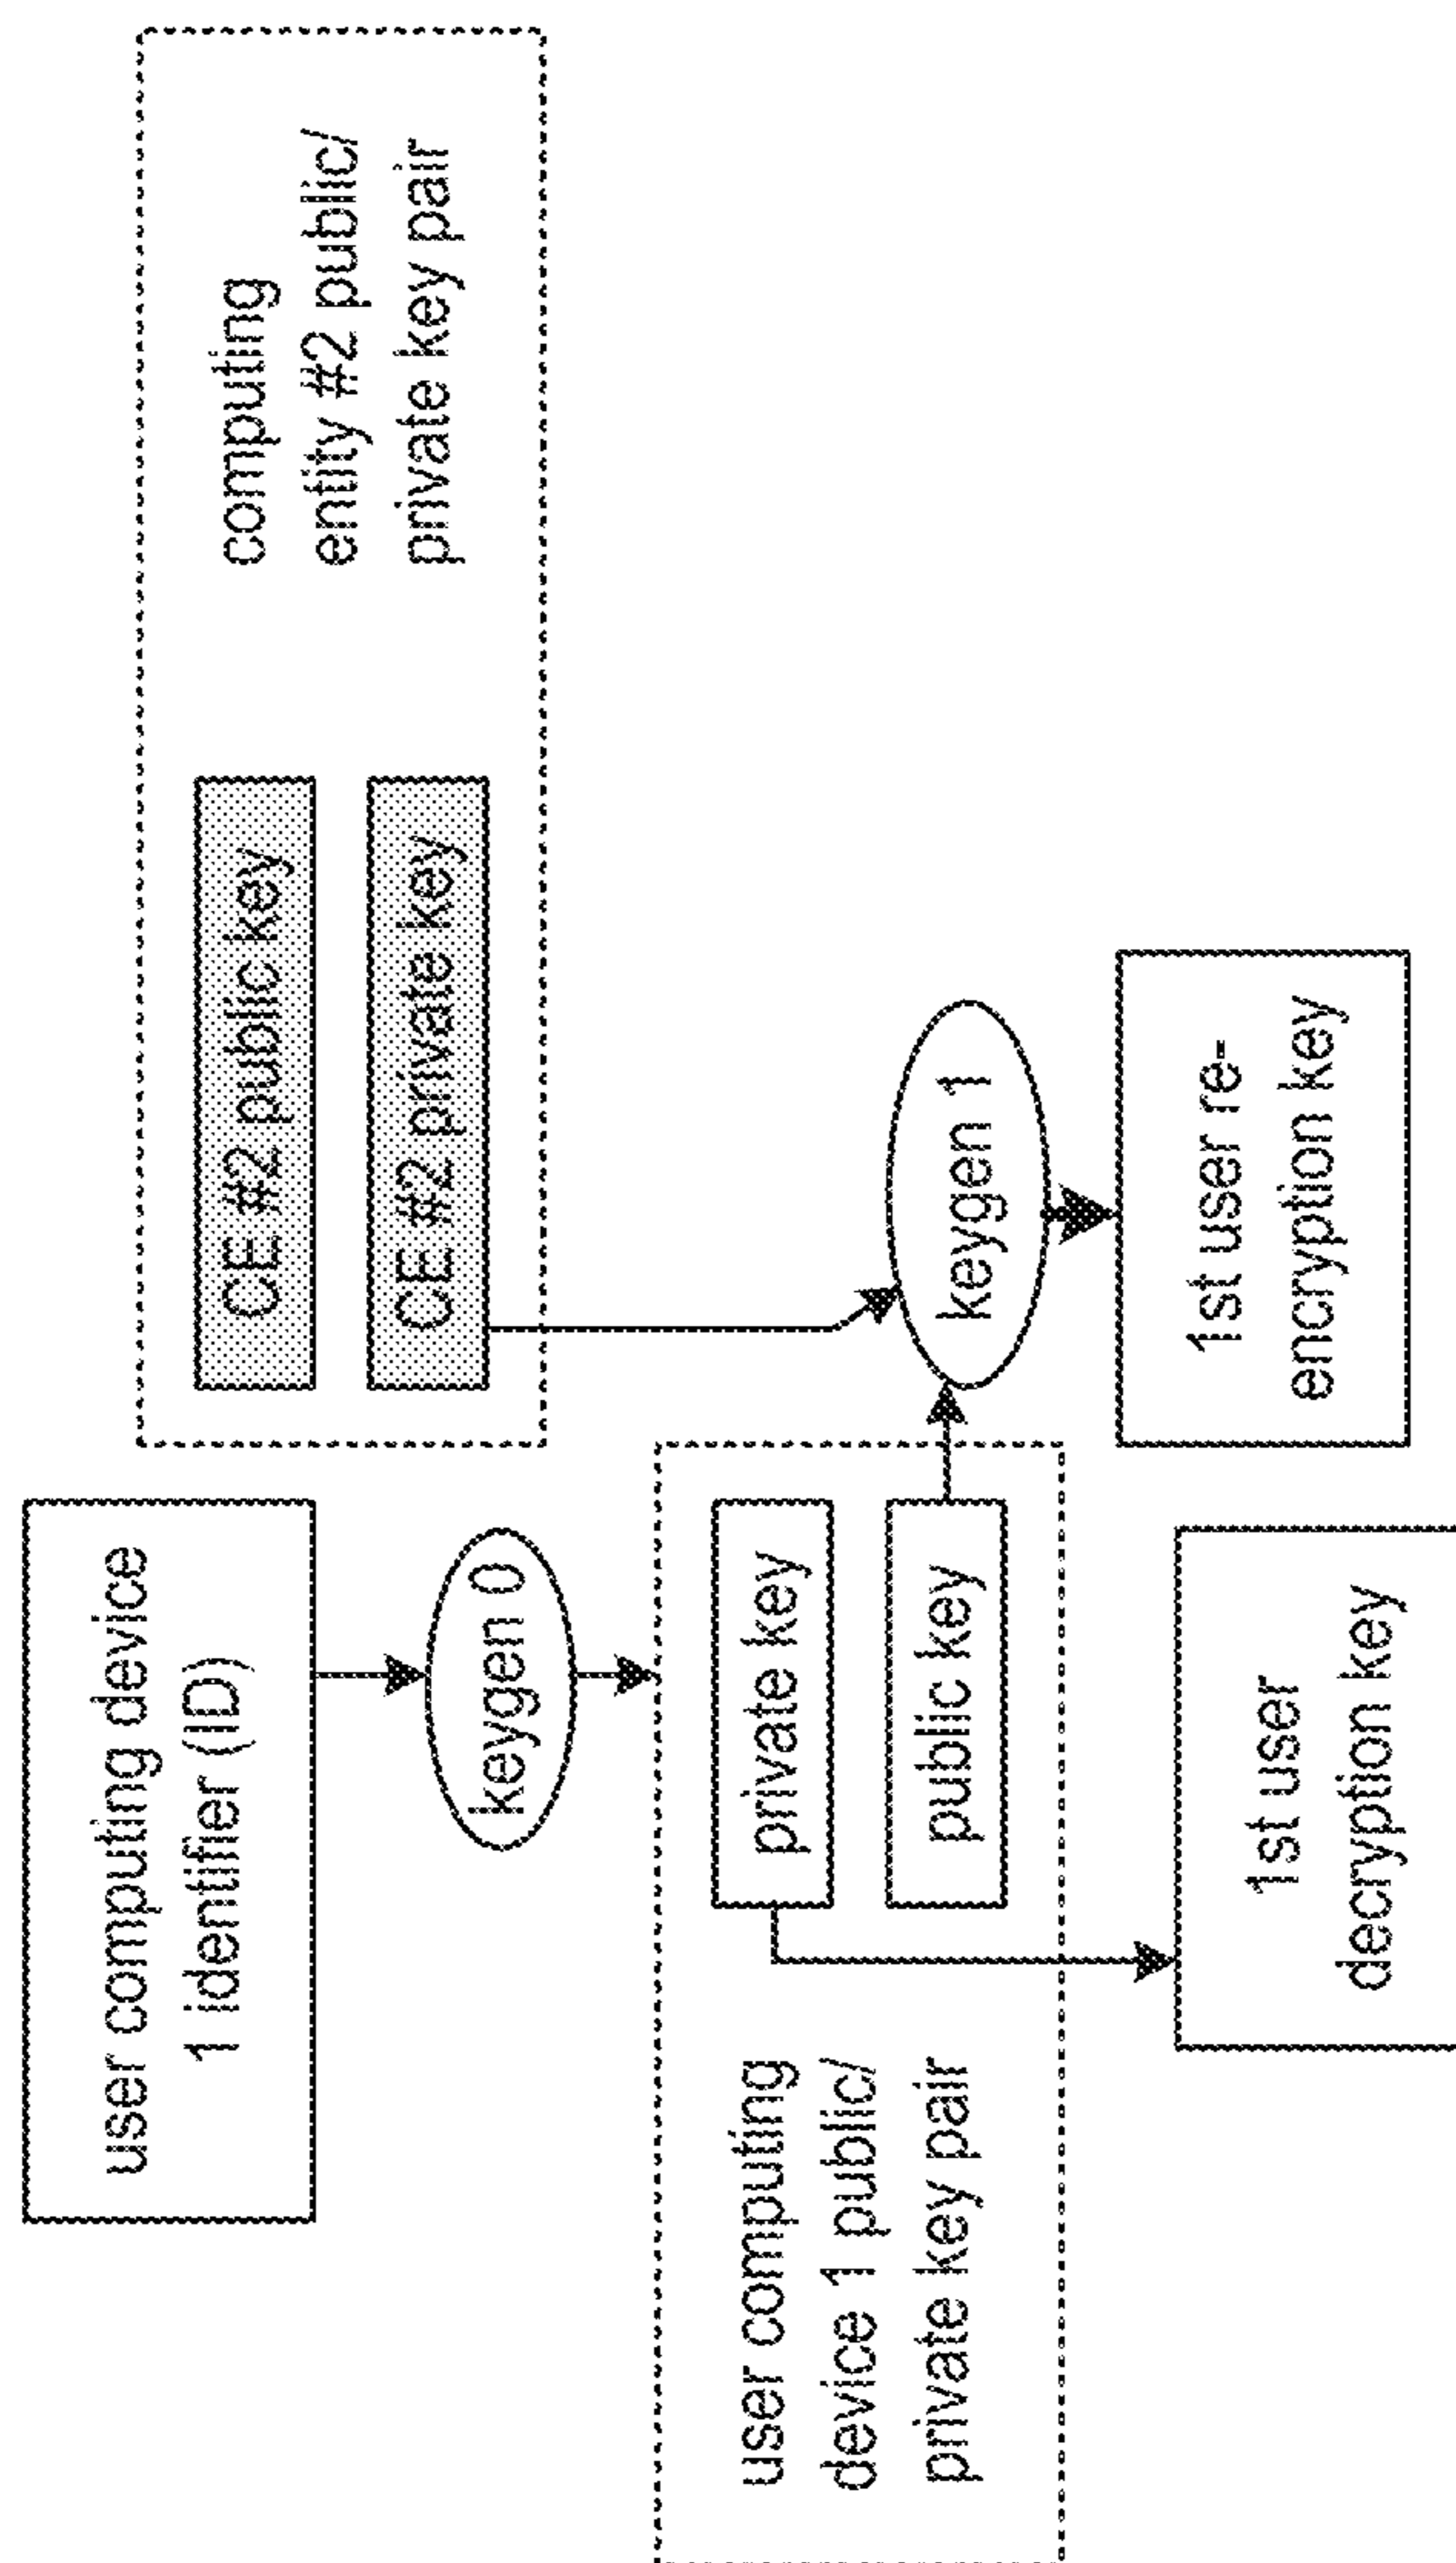 user computing device
1 identifier (ID)
keygen 0
computing
entity #2 public/
private key pair
CE #2 public key
CE #2 private key
user computing
device 1 public/
private key pair
private key
public key
keygen 1
1st user
decryption key
1st user re-
encryption key